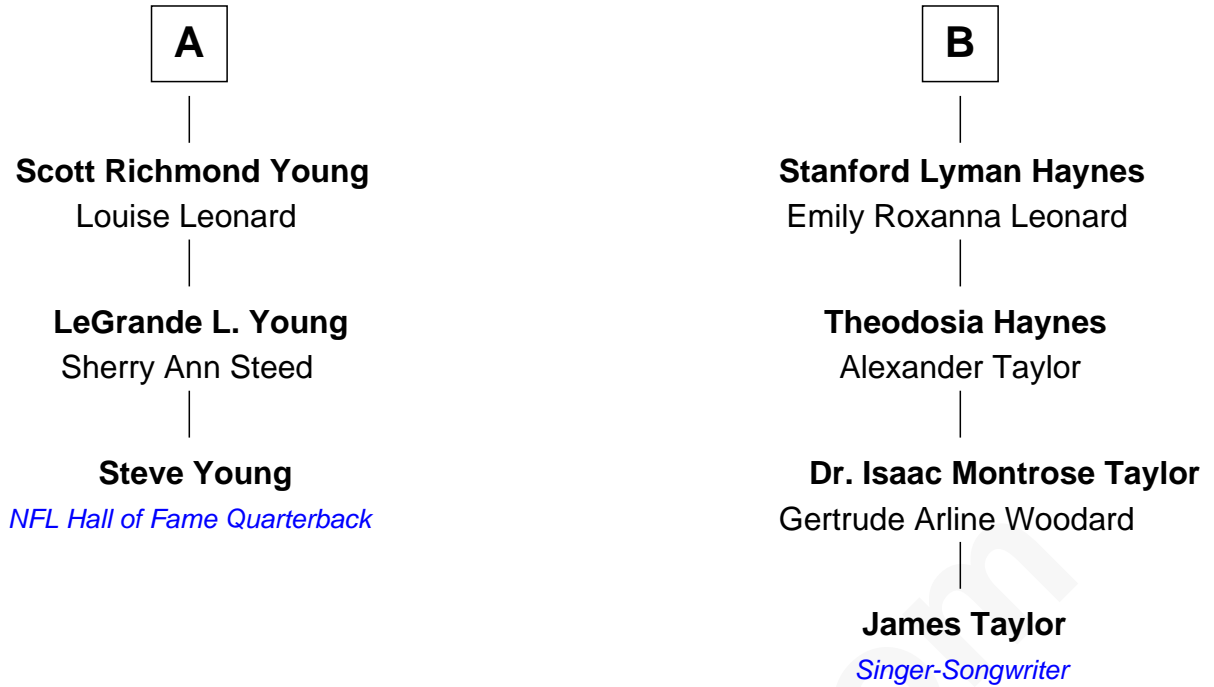 A
Scott Richmond Young
Louise Leonard
LeGrande L. Young
Sherry Ann Steed
Steve Young
NFL Hall of Fame Quarterback
B
Stanford Lyman Haynes
Emily Roxanna Leonard
Theodosia Haynes
Alexander Taylor
Dr. Isaac Montrose Taylor
Gertrude Arline Woodard
James Taylor
Singer-Songwriter